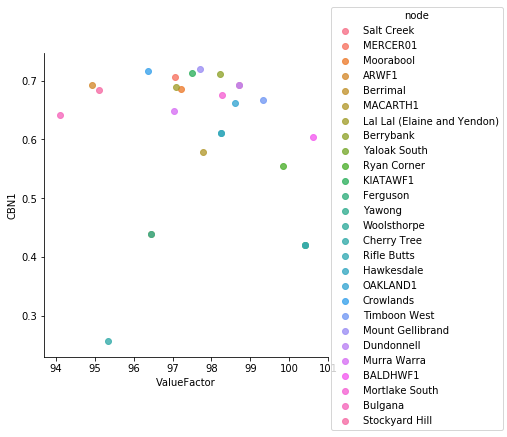 node
Salt Creek
MERCER01
Moorabool
ARWF1
Berrimal
MACARTH1
Lal Lal (Elaine and Yendon)
Berrybank
Yaloak South
Ryan Corner
KIATAWF1
Ferguson
Yawong
Woolsthorpe
Cherry Tree
Rifle Butts
Hawkesdale
OAKLAND1
Crowlands
Timboon West
Mount Gellibrand
Dundonnell
Murra Warra
BALDHWF1
Mortlake South
Bulgana
Stockyard Hill
CBN1
0.7
0.6
0.5
0.4
0.3
94 95 96 97 98 99 100 101
ValueFactor